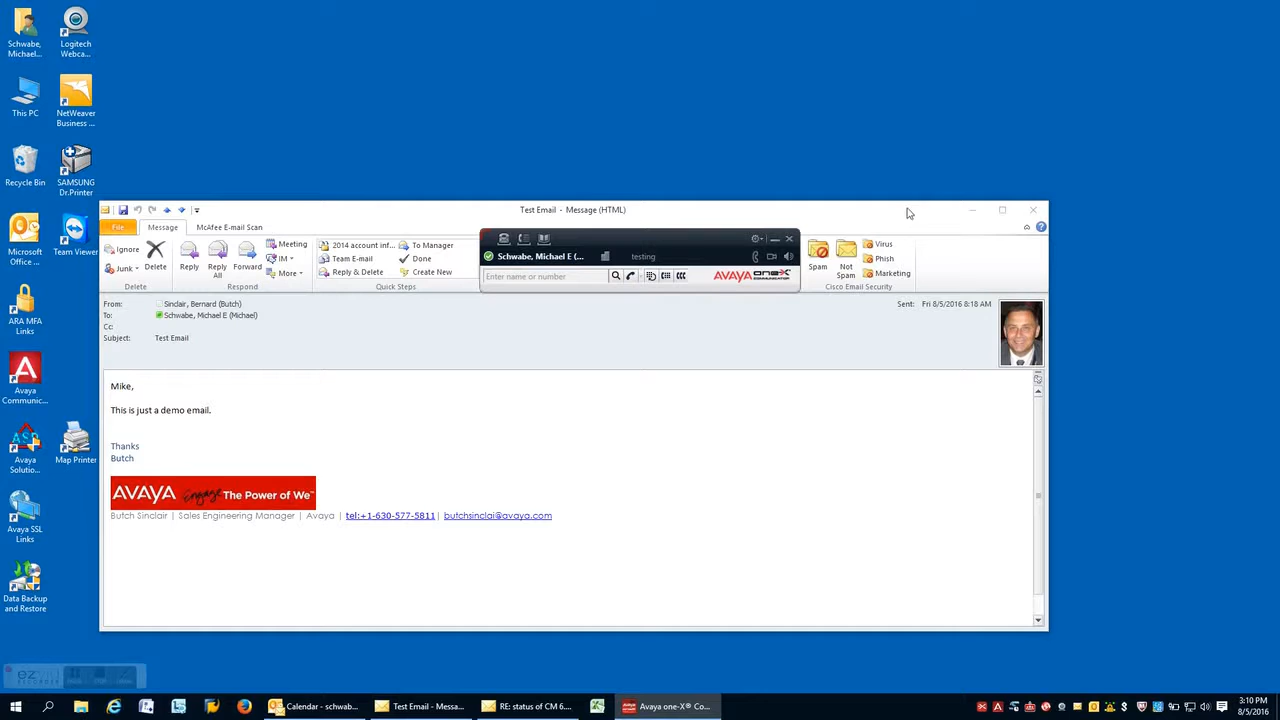 Schwabe, Michael...
Logitech Webca...
This PC
NetWeaver Business ...
Recycle Bin
SAMSUNG Dr.Printer
Microsoft Office ...
Team Viewer
ARA MFA Links
Avaya Communic...
Avaya Solutio...
Map Printer
Avaya SSL Links
Data Backup and Restore
Test Email - Message (HTML)
File
Message
McAfee E-mail Scan
Ignore
Junk
Delete
Delete
Reply
Reply All
Forward
Meeting
IM
More
Respond
2014 account inf...
Team E-mail
Reply & Delete
To Manager
Done
Create New
Quick Steps
Schwabe, Michael E (...
testing
Enter name or number
AVAYA one-X
COMMUNICATION
Spam
Not Spam
Virus
Phish
Marketing
Cisco Email Security
From: Sinclair, Bernard (Butch)
Sent: Fri 8/5/2016 8:18 AM
To: Schwabe, Michael E (Michael)
Cc:
Subject: Test Email
Mike,
This is just a demo email.
Thanks
Butch
AVAYA Engage The Power of We™
Butch Sinclair | Sales Engineering Manager | Avaya | tel:+1-630-577-5811| butchsinclai@avaya.com
Calendar - schwab...
Test Email - Messa...
RE: status of CM 6....
Avaya one-X® Co...
3:10 PM
8/5/2016